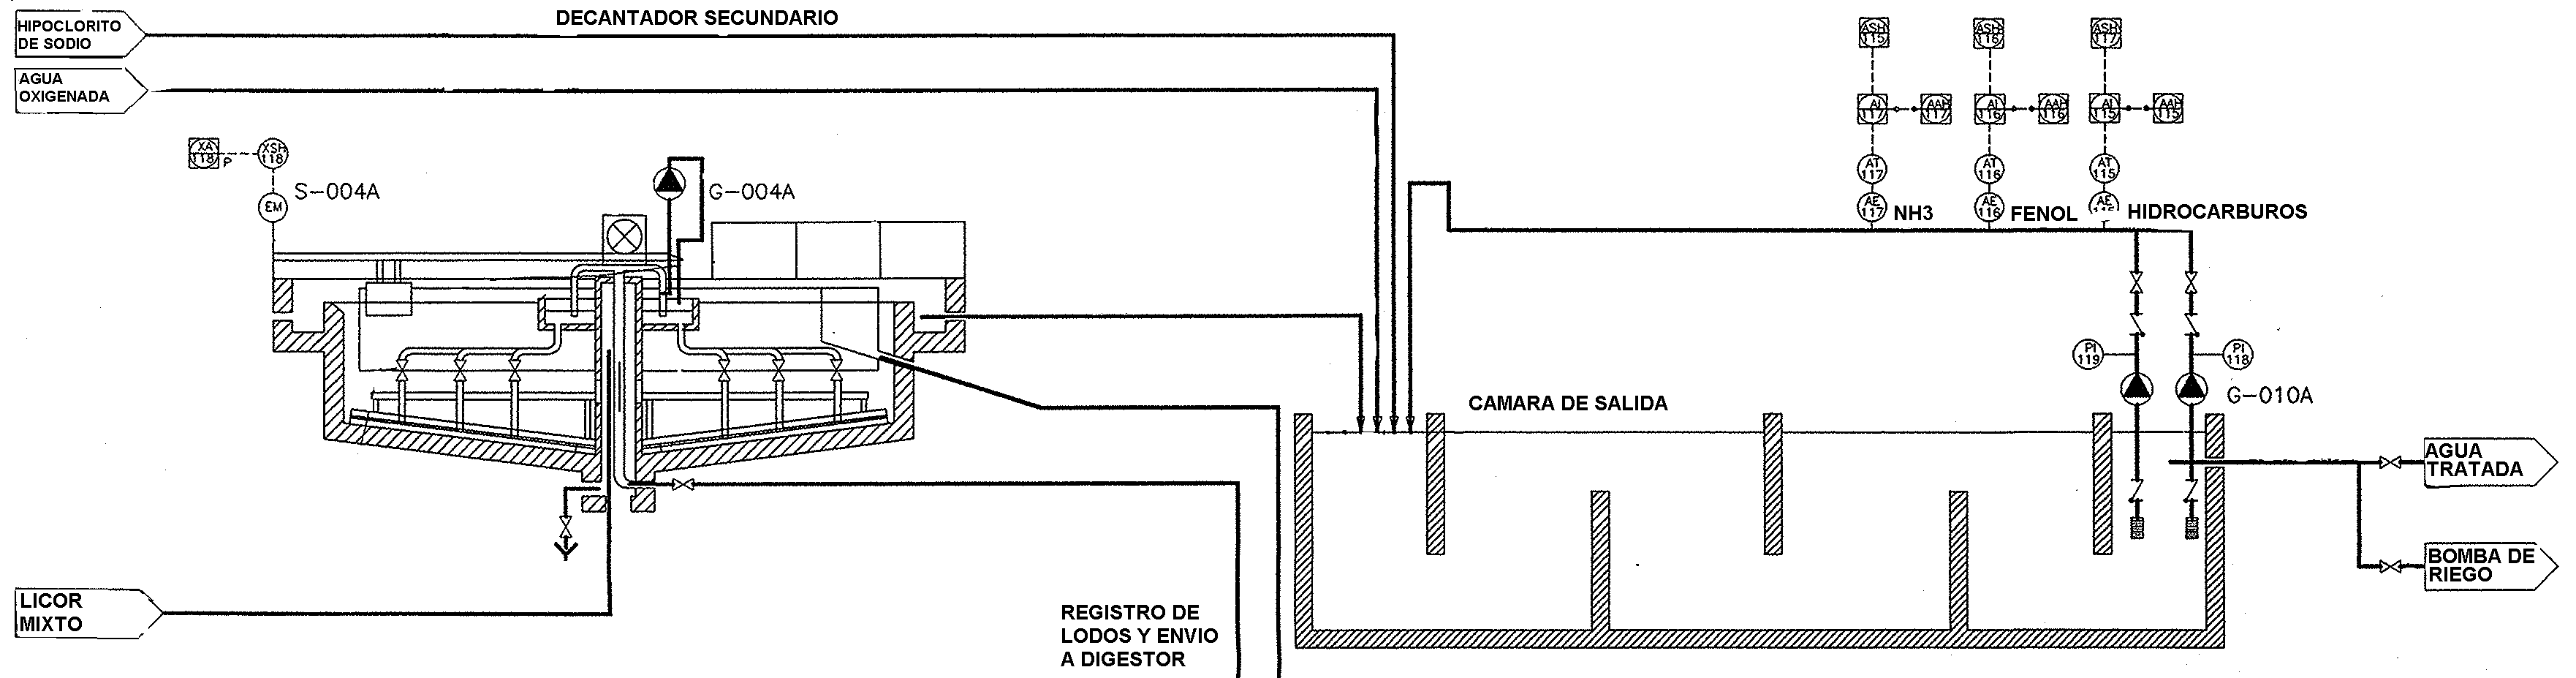 HIPOCLORITO
DE SODIO
DECANTADOR SECUNDARIO
AGUA
OXIGENADA
ASH
115
ASH
116
ASH
117
AI
117
AAH
117
AI
116
AAH
116
AI
115
AAH
115
XA
118
P
XSH
118
EM
S-004A
G-004A
AT
117
AT
116
AT
115
AE
117
NH3
AE
116
FENOL
AE
HIDROCARBUROS
PI
119
PI
118
G-010A
CAMARA DE SALIDA
AGUA
TRATADA
BOMBA DE
RIEGO
LICOR
MIXTO
REGISTRO DE
LODOS Y ENVIO
A DIGESTOR